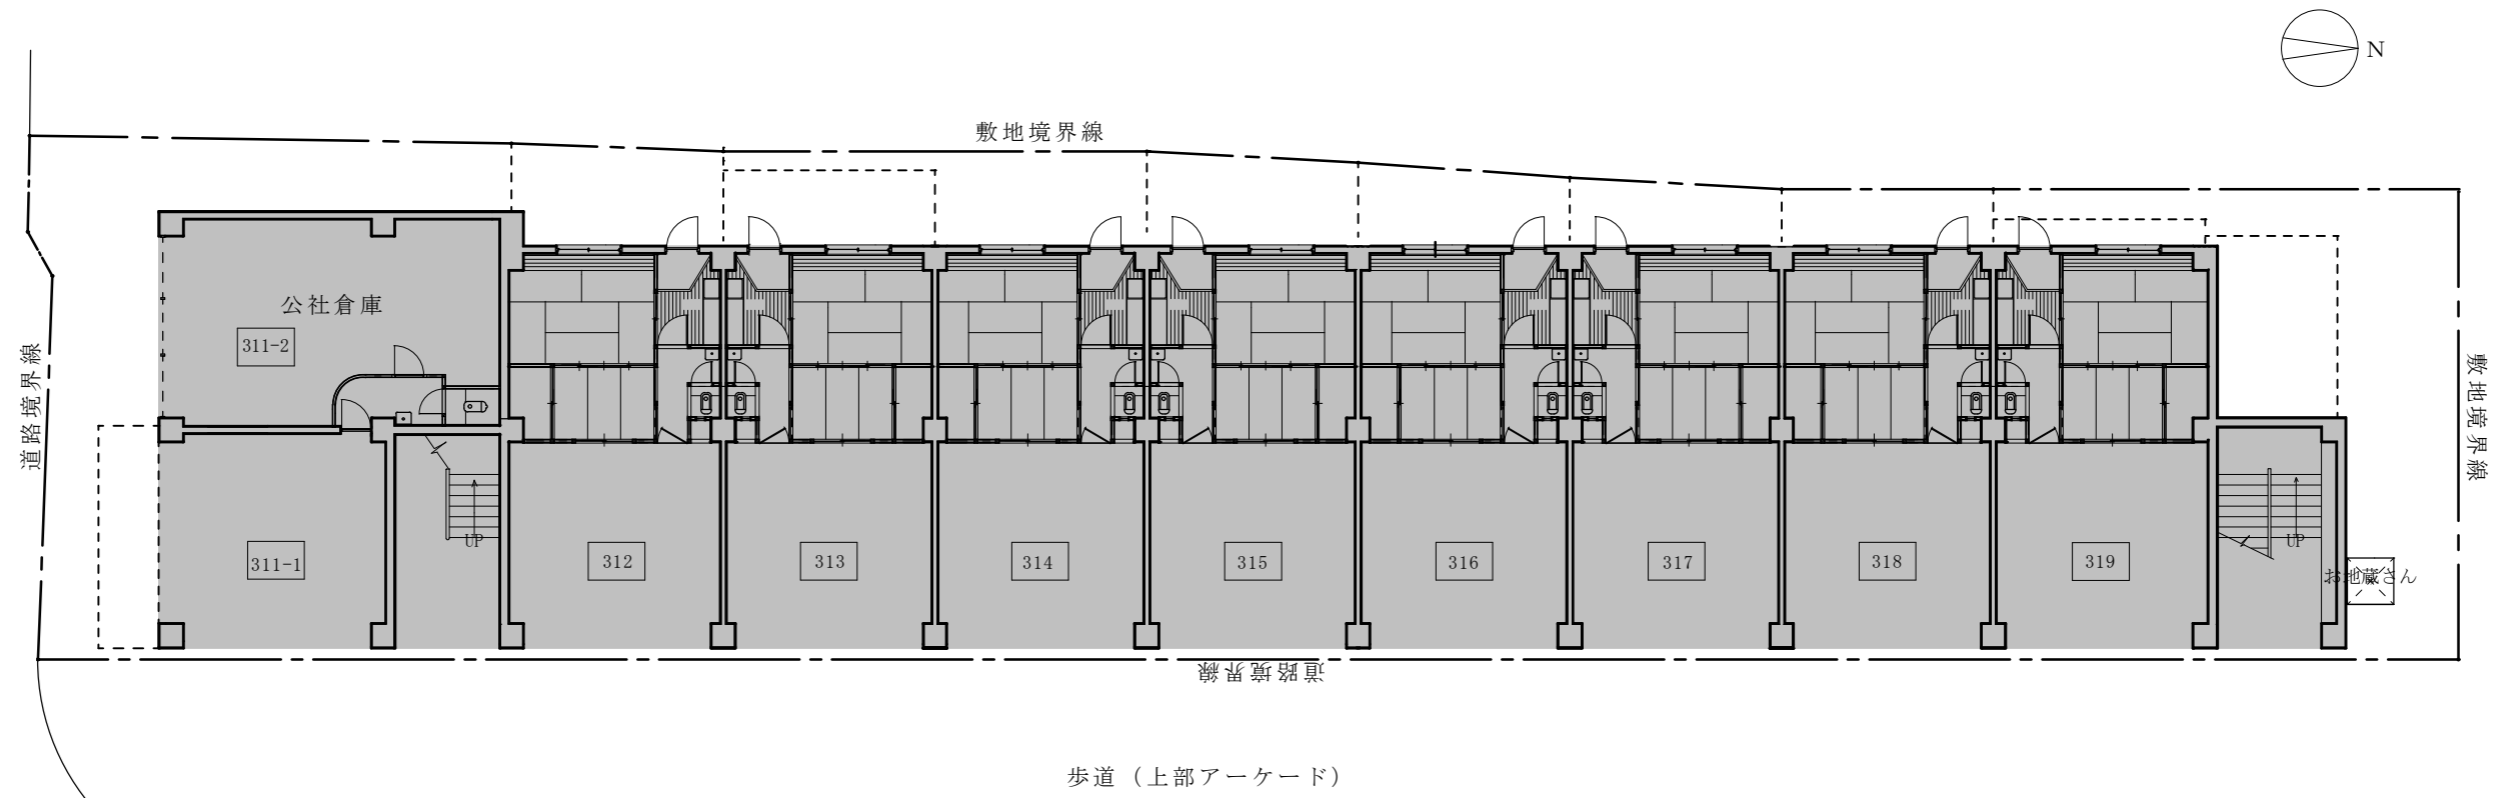 N
敷地境界線
公社倉庫
311-2
道路境界線
敷地境界線
311-1
UP
312
313
314
315
316
317
318
319
UP
お地蔵さん
道路境界線
歩道（上部アーケード）